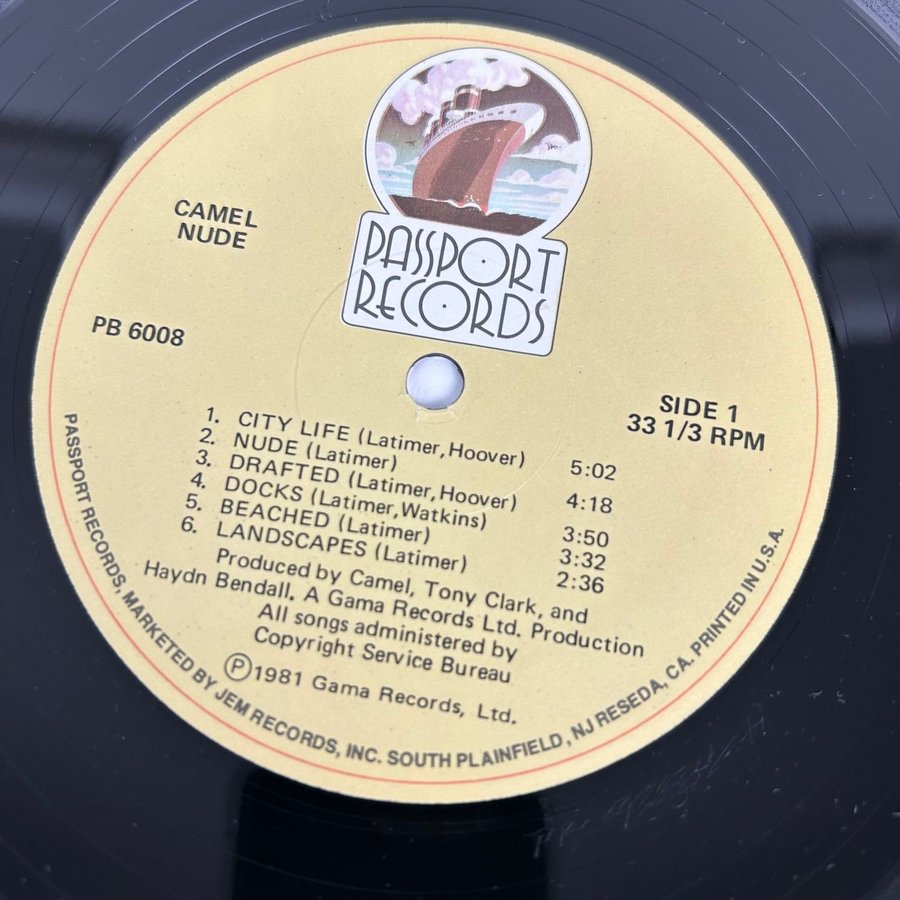 PASSPORT
RECORDS
CAMEL
NUDE
PB 6008
SIDE 1
33 1/3 RPM
1. CITY LIFE (Latimer, Hoover) 5:02
2. NUDE (Latimer)
3. DRAFTED (Latimer, Hoover) 4:18
4. DOCKS (Latimer, Watkins) 3:50
5. BEACHED (Latimer) 3:32
6. LANDSCAPES (Latimer) 2:36
Produced by Camel, Tony Clark, and
Haydn Bendall. A Gama Records Ltd. Production
All songs administered by
Copyright Service Bureau
Ⓟ1981 Gama Records, Ltd.
PASSPORT RECORDS, MARKETED BY JEM RECORDS, INC. SOUTH PLAINFIELD, NJ RESEDA, CA. PRINTED IN U.S.A.